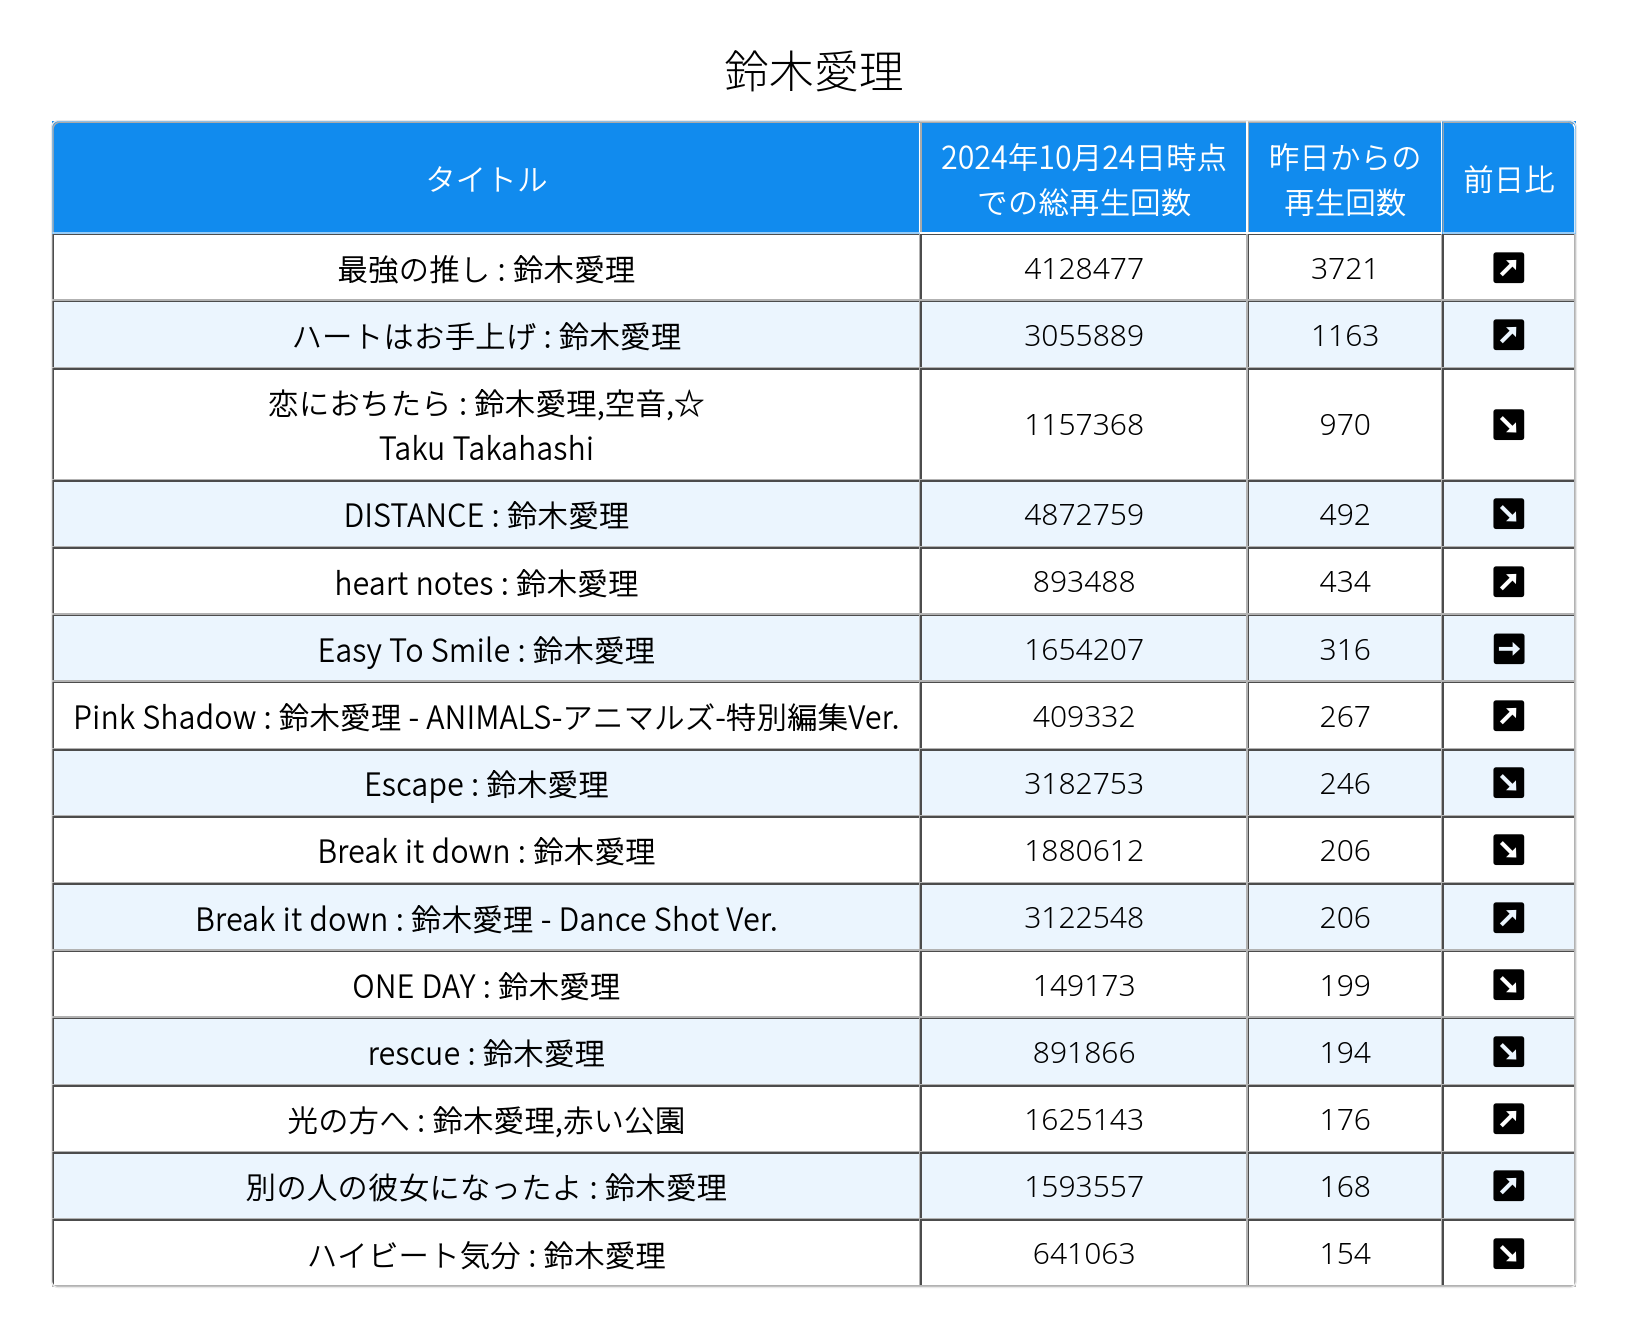 鈴木愛理
タイトル 2024年10月24日時点 昨日からの 前日比
での総再生回数 再生回数
最強の推し : 鈴木愛理 4128477 3721
ハートはお手上げ : 鈴木愛理 3055889 1163
恋におちたら : 鈴木愛理,空音,☆ 1157368 970
Taku Takahashi
DISTANCE : 鈴木愛理 4872759 492
heart notes : 鈴木愛理 893488 434
Easy To Smile : 鈴木愛理 1654207 316
Pink Shadow : 鈴木愛理 - ANIMALS-アニマルズ-特別編集Ver. 409332 267
Escape : 鈴木愛理 3182753 246
Break it down : 鈴木愛理 1880612 206
Break it down : 鈴木愛理 - Dance Shot Ver. 3122548 206
ONE DAY : 鈴木愛理 149173 199
rescue : 鈴木愛理 891866 194
光の方へ : 鈴木愛理,赤い公園 1625143 176
別の人の彼女になったよ : 鈴木愛理 1593557 168
ハイビート気分 : 鈴木愛理 641063 154